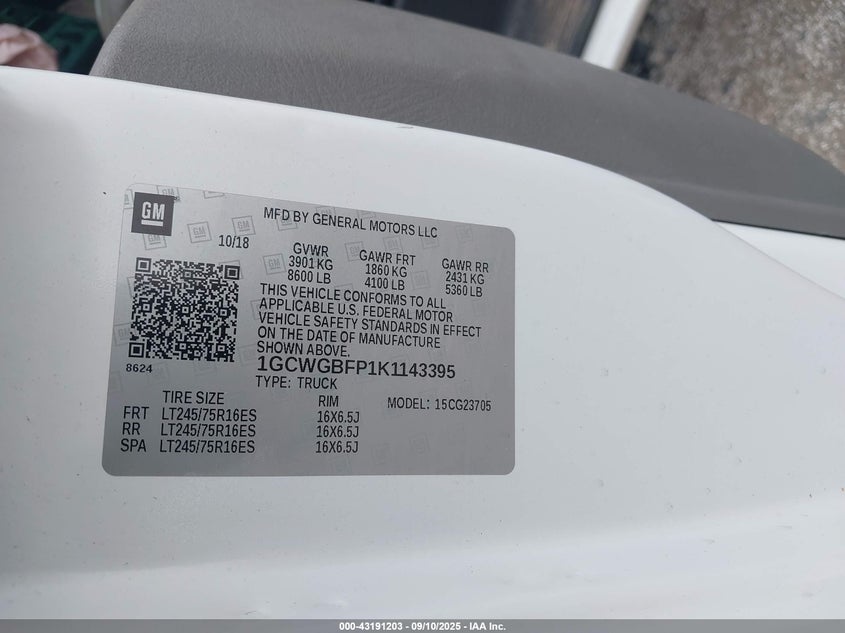 GM
MFD BY GENERAL MOTORS LLC
10/18
GVWR GAWR FRT GAWR RR
3901 KG 1860 KG 2431 KG
8600 LB 4100 LB 5360 LB
THIS VEHICLE CONFORMS TO ALL
APPLICABLE U.S. FEDERAL MOTOR
VEHICLE SAFETY STANDARDS IN EFFECT
ON THE DATE OF MANUFACTURE
SHOWN ABOVE.
8624
1GCWGBFP1K1143395
TYPE: TRUCK
TIRE SIZE RIM MODEL: 15CG23705
FRT LT245/75R16ES 16X6.5J
RR LT245/75R16ES 16X6.5J
SPA LT245/75R16ES 16X6.5J
000-43191203 - 09/10/2025 - IAA Inc.